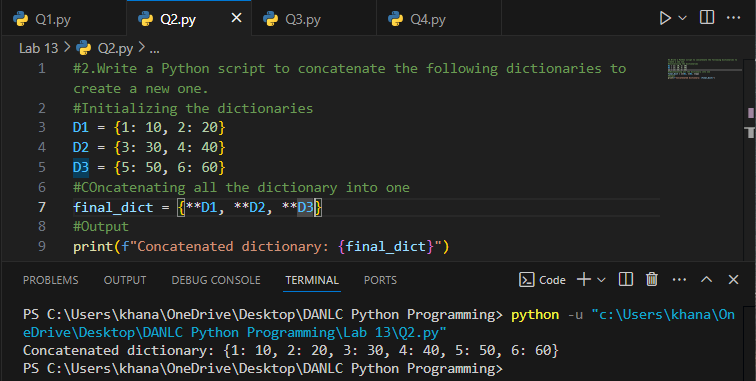 Q1.py Q2.py Q3.py Q4.py
Lab 13 > Q2.py > ...
1 #2.Write a Python script to concatenate the following dictionaries to
create a new one.
2 #Initializing the dictionaries
3 D1 = {1: 10, 2: 20}
4 D2 = {3: 30, 4: 40}
5 D3 = {5: 50, 6: 60}
6 #COncatenating all the dictionary into one
7 final_dict = {**D1, **D2, **D3}
8 #Output
9 print(f"Concatenated dictionary: {final_dict}")
PROBLEMS OUTPUT DEBUG CONSOLE TERMINAL PORTS Code
PS C:\Users\khana\OneDrive\Desktop\DANLC Python Programming> python -u "c:\Users\khana\On
eDrive\Desktop\DANLC Python Programming\Lab 13\Q2.py"
Concatenated dictionary: {1: 10, 2: 20, 3: 30, 4: 40, 5: 50, 6: 60}
PS C:\Users\khana\OneDrive\Desktop\DANLC Python Programming>